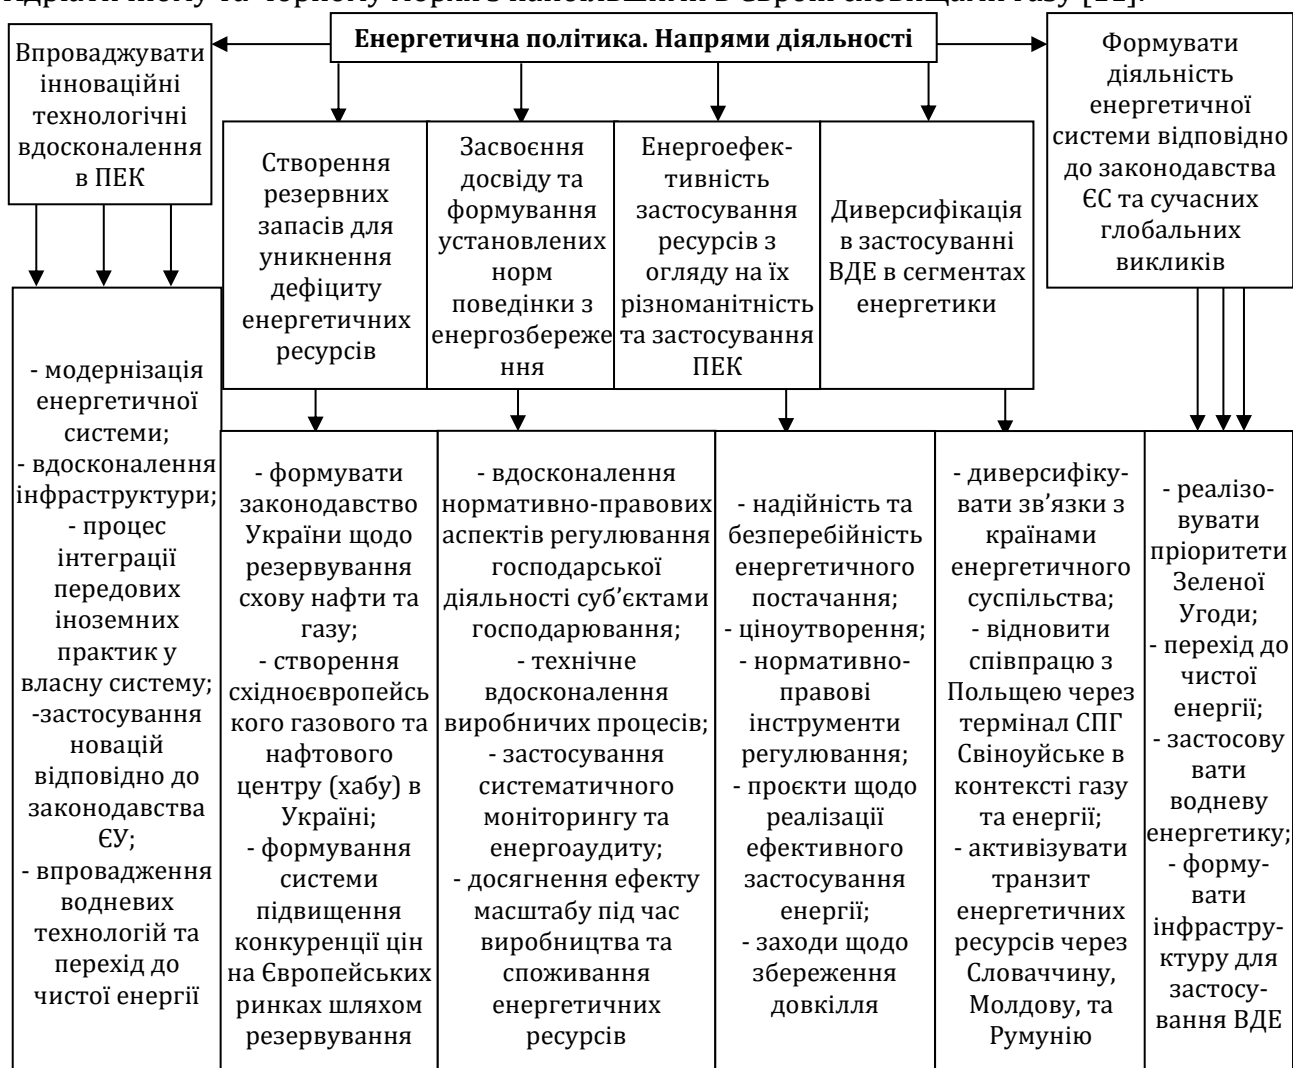 Енергетична політика. Напрями діяльності
Впроваджувати
інноваційні
технологічні
вдосконалення
в ПЕК
Створення
резервних
запасів для
уникнення
дефіциту
енергетичних
ресурсів
Засвоєння
досвіду та
формування
установлених
норм
поведінки з
енергозбереже
ння
Енергоефек-
тивність
застосування
ресурсів з
огляду на їх
різноманітність
та застосування
ПЕК
Диверсифікація
в застосуванні
ВДЕ в сегментах
енергетики
Формувати
діяльність
енергетичної
системи відповідно
до законодавства
ЄС та сучасних
глобальних
викликів
- модернізація
енергетичної
системи;
- вдосконалення
інфраструктури;
- процес
інтеграції
передових
іноземних
практик у
власну систему;
-застосування
новацій
відповідно до
законодавства
ЄУ;
- впровадження
водневих
технологій та
перехід до
чистої енергії
- формувати
законодавство
України щодо
резервування
схову нафти та
газу;
- створення
східноєвропейсь
кого газового та
нафтового
центру (хабу) в
Україні;
- формування
системи
підвищення
конкуренції цін
на Європейських
ринках шляхом
резервування
- вдосконалення
нормативно-правових
аспектів регулювання
господарської
діяльності суб’єктами
господарювання;
- технічне
вдосконалення
виробничих процесів;
- застосування
систематичного
моніторингу та
енергоаудиту;
- досягнення ефекту
масштабу під час
виробництва та
споживання
енергетичних
ресурсів
- надійність та
безперебійність
енергетичного
постачання;
- ціноутворення;
- нормативно-
правові
інструменти
регулювання;
- проєкти щодо
реалізації
ефективного
застосування
енергії;
- заходи щодо
збереження
довкілля
- диверсифіку-
вати зв’язки з
країнами
енергетичного
суспільства;
- відновити
співпрацю з
Польщею через
термінал СПГ
Свіноуйське в
контексті газу
та енергії;
- активізувати
транзит
енергетичних
ресурсів через
Словаччину,
Молдову, та
Румунію
- реалізо-
вувати
пріоритети
Зеленої
Угоди;
- перехід до
чистої
енергії;
- застосову
вати
водневу
енергетику;
- форму-
вати
інфрастру-
ктуру для
застосу-
вання ВДЕ